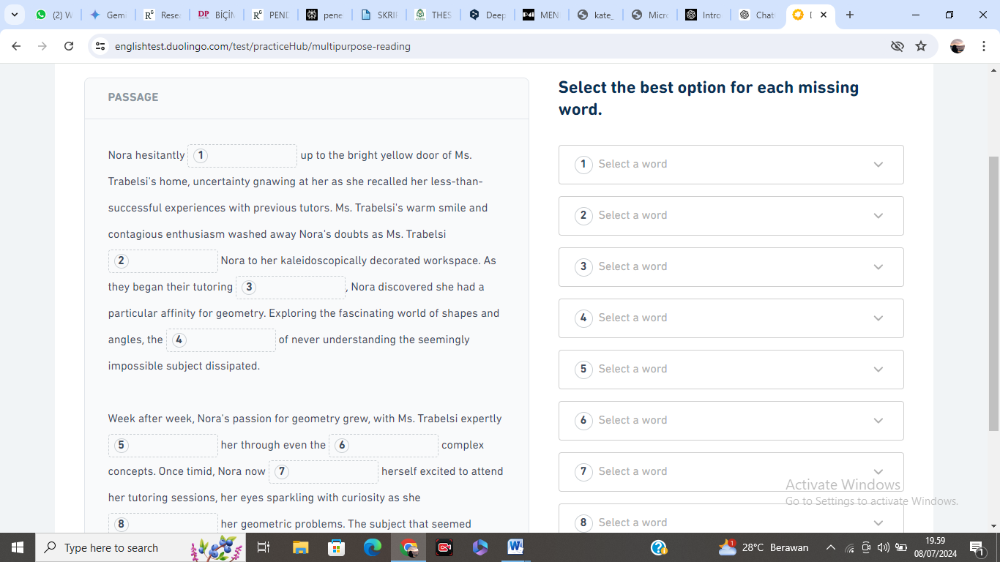 (2) W
Gemi
Rese
BİÇİN
PENE
pene
SKRIF
THES
Deep
MEN
kate_
Micro
Intro
Chat
englishtest.duolingo.com/test/practiceHub/multipurpose-reading
PASSAGE
Nora hesitantly 1 up to the bright yellow door of Ms.
Trabelsi's home, uncertainty gnawing at her as she recalled her less-than-
successful experiences with previous tutors. Ms. Trabelsi's warm smile and
contagious enthusiasm washed away Nora's doubts as Ms. Trabelsi
2 Nora to her kaleidoscopically decorated workspace. As
they began their tutoring 3 , Nora discovered she had a
particular affinity for geometry. Exploring the fascinating world of shapes and
angles, the 4 of never understanding the seemingly
impossible subject dissipated.
Week after week, Nora's passion for geometry grew, with Ms. Trabelsi expertly
5 her through even the 6 complex
concepts. Once timid, Nora now 7 herself excited to attend
her tutoring sessions, her eyes sparkling with curiosity as she
8 her geometric problems. The subject that seemed
Select the best option for each missing
word.
1 Select a word
2 Select a word
3 Select a word
4 Select a word
5 Select a word
6 Select a word
7 Select a word
8 Select a word
Activate Windows
Go to Settings to activate Windows.
Type here to search
28°C Berawan
19.59
08/07/2024